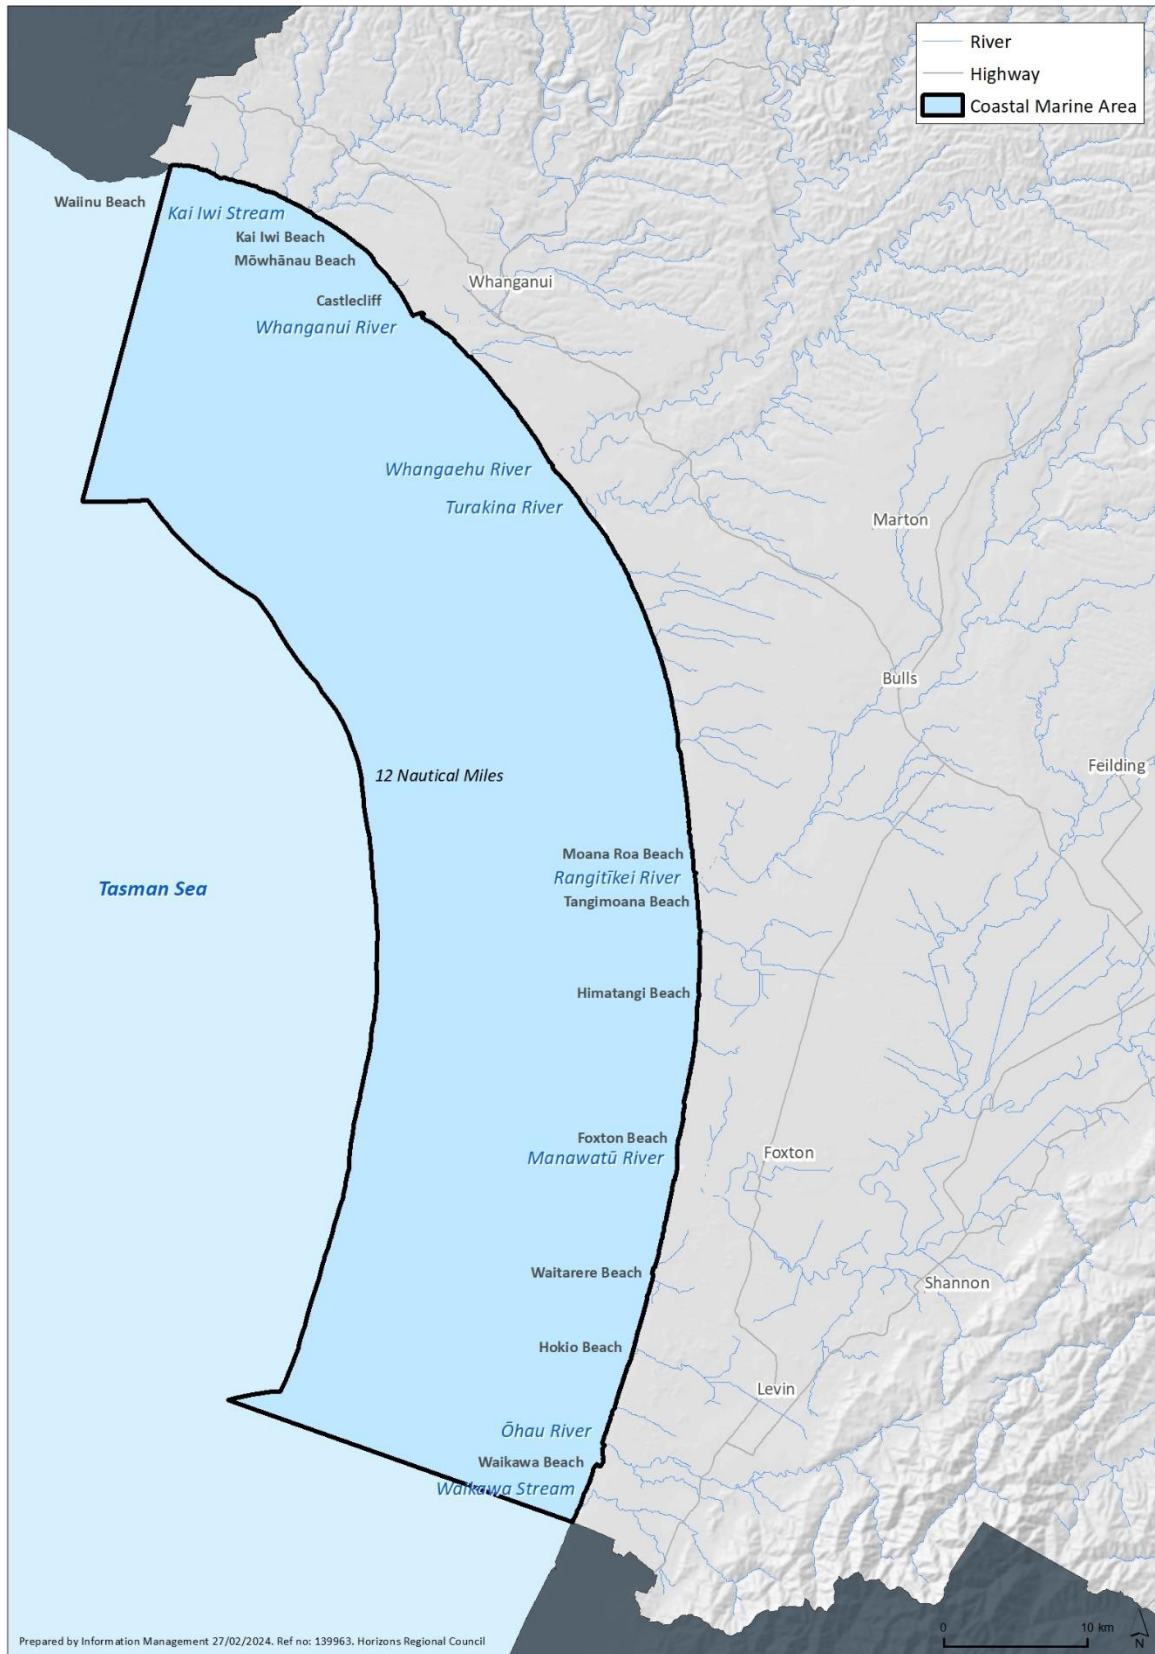 River
Highway
Coastal Marine Area
Waiinu Beach
Kai Iwi Stream
Kai Iwi Beach
Mōwhānau Beach
Whanganui
Castlecliff
Whanganui River
Whangaehu River
Turakina River
Marton
Bulls
Feilding
12 Nautical Miles
Moana Roa Beach
Rangitīkei River
Tasman Sea
Tangimoana Beach
Himatangi Beach
Foxton Beach
Manawatū River
Foxton
Waitarere Beach
Shannon
Hokio Beach
Levin
Ōhau River
Waikawa Beach
Waikawa Stream
0 10 km
N
Prepared by Information Management 27/02/2024. Ref no: 139963. Horizons Regional Council